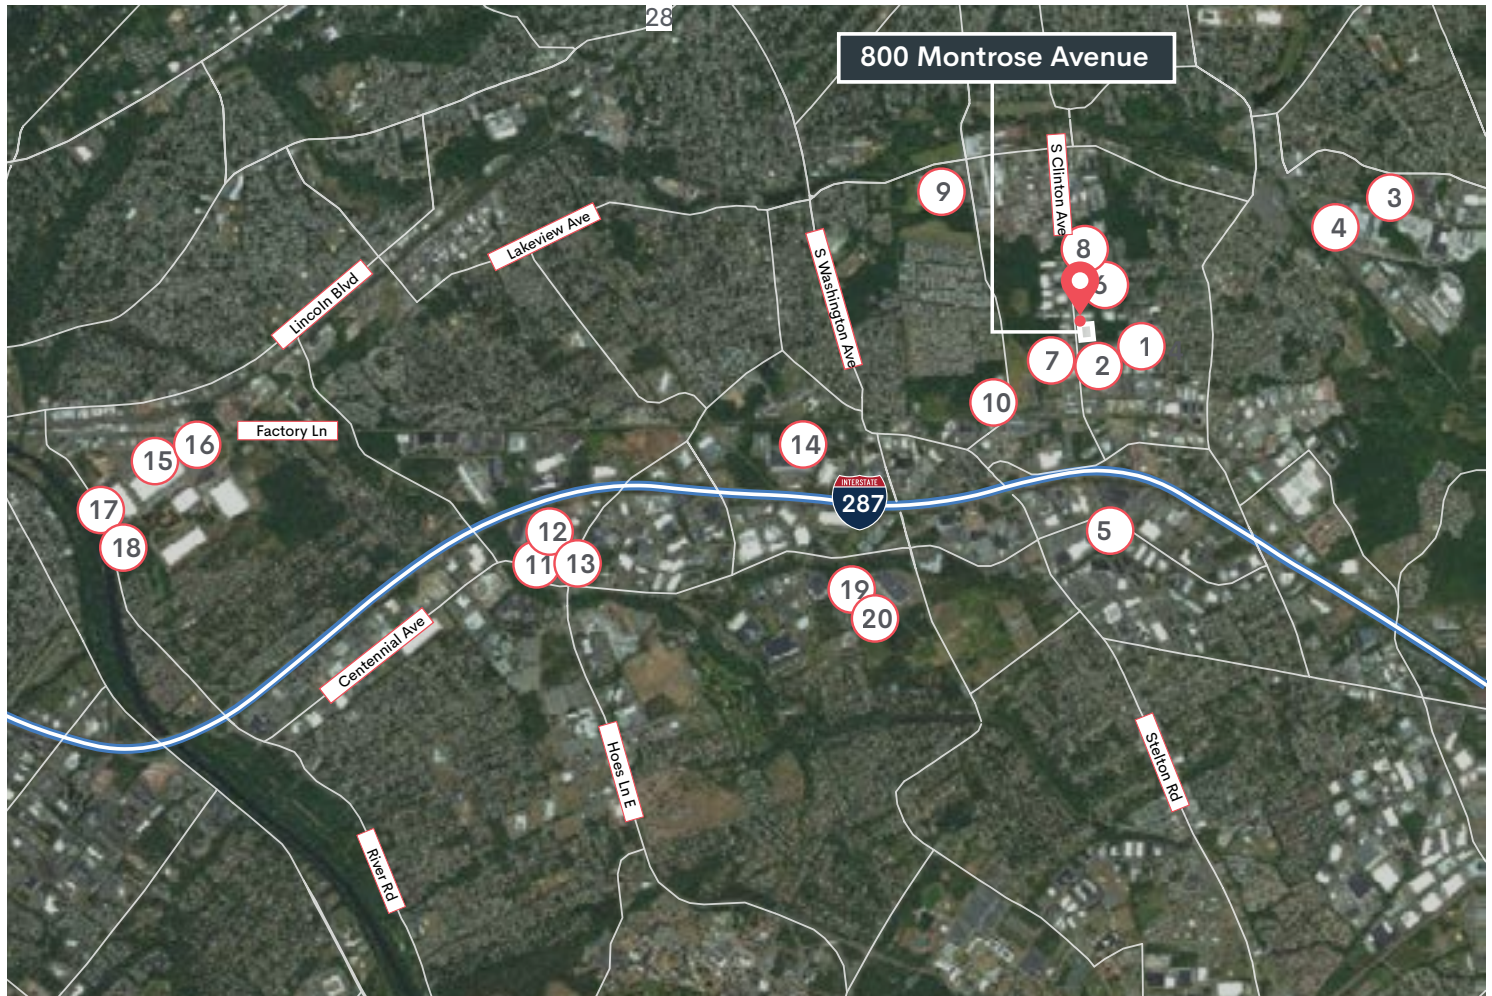 28
800 Montrose Avenue
S Clinton Ave
9
3
4
Lakeview Ave
8
6
S Washington Ave
Lincoln Blvd
7
2
1
10
Factory Ln
14
16
15
INTERSTATE
287
17
18
12
11
13
5
19
20
Centennial Ave
Hoes Ln E
Stelton Rd
River Rd